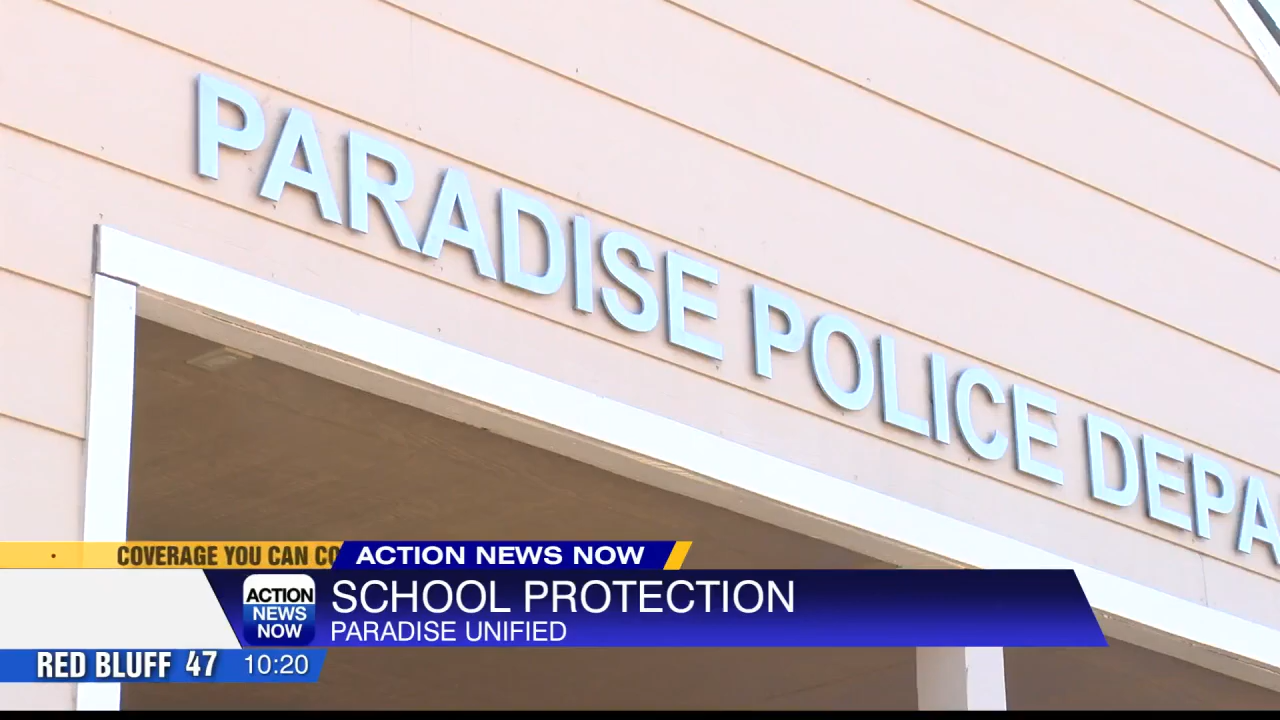 PARADISE POLICE DEPA
COVERAGE YOU CAN CO
ACTION NEWS NOW
ACTION
NEWS
NOW
SCHOOL PROTECTION
PARADISE UNIFIED
RED BLUFF 47 10:20